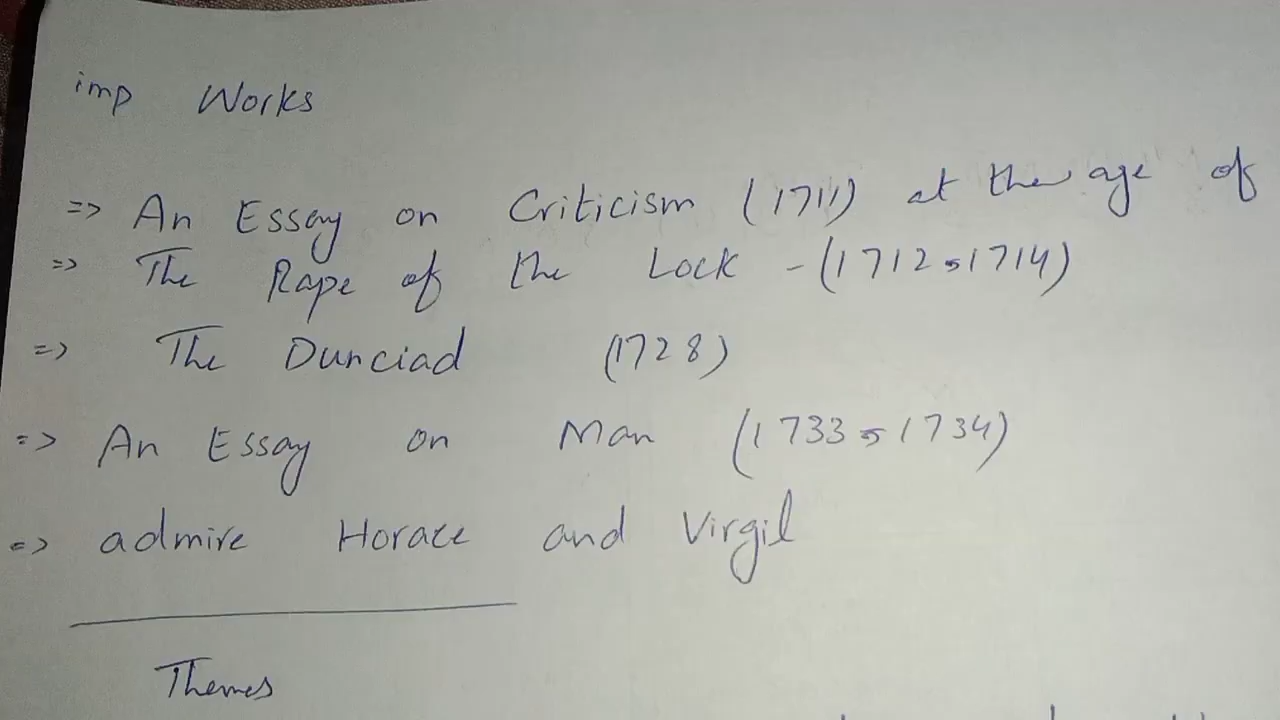 imp Works
=> An Essay on Criticism (1711) at the age of
=> The Rape of the Lock - (1712,1714)
=> The Dunciad (1728)
=> An Essay on Man (1733,1734)
=> admire Horace and Virgil
Themes